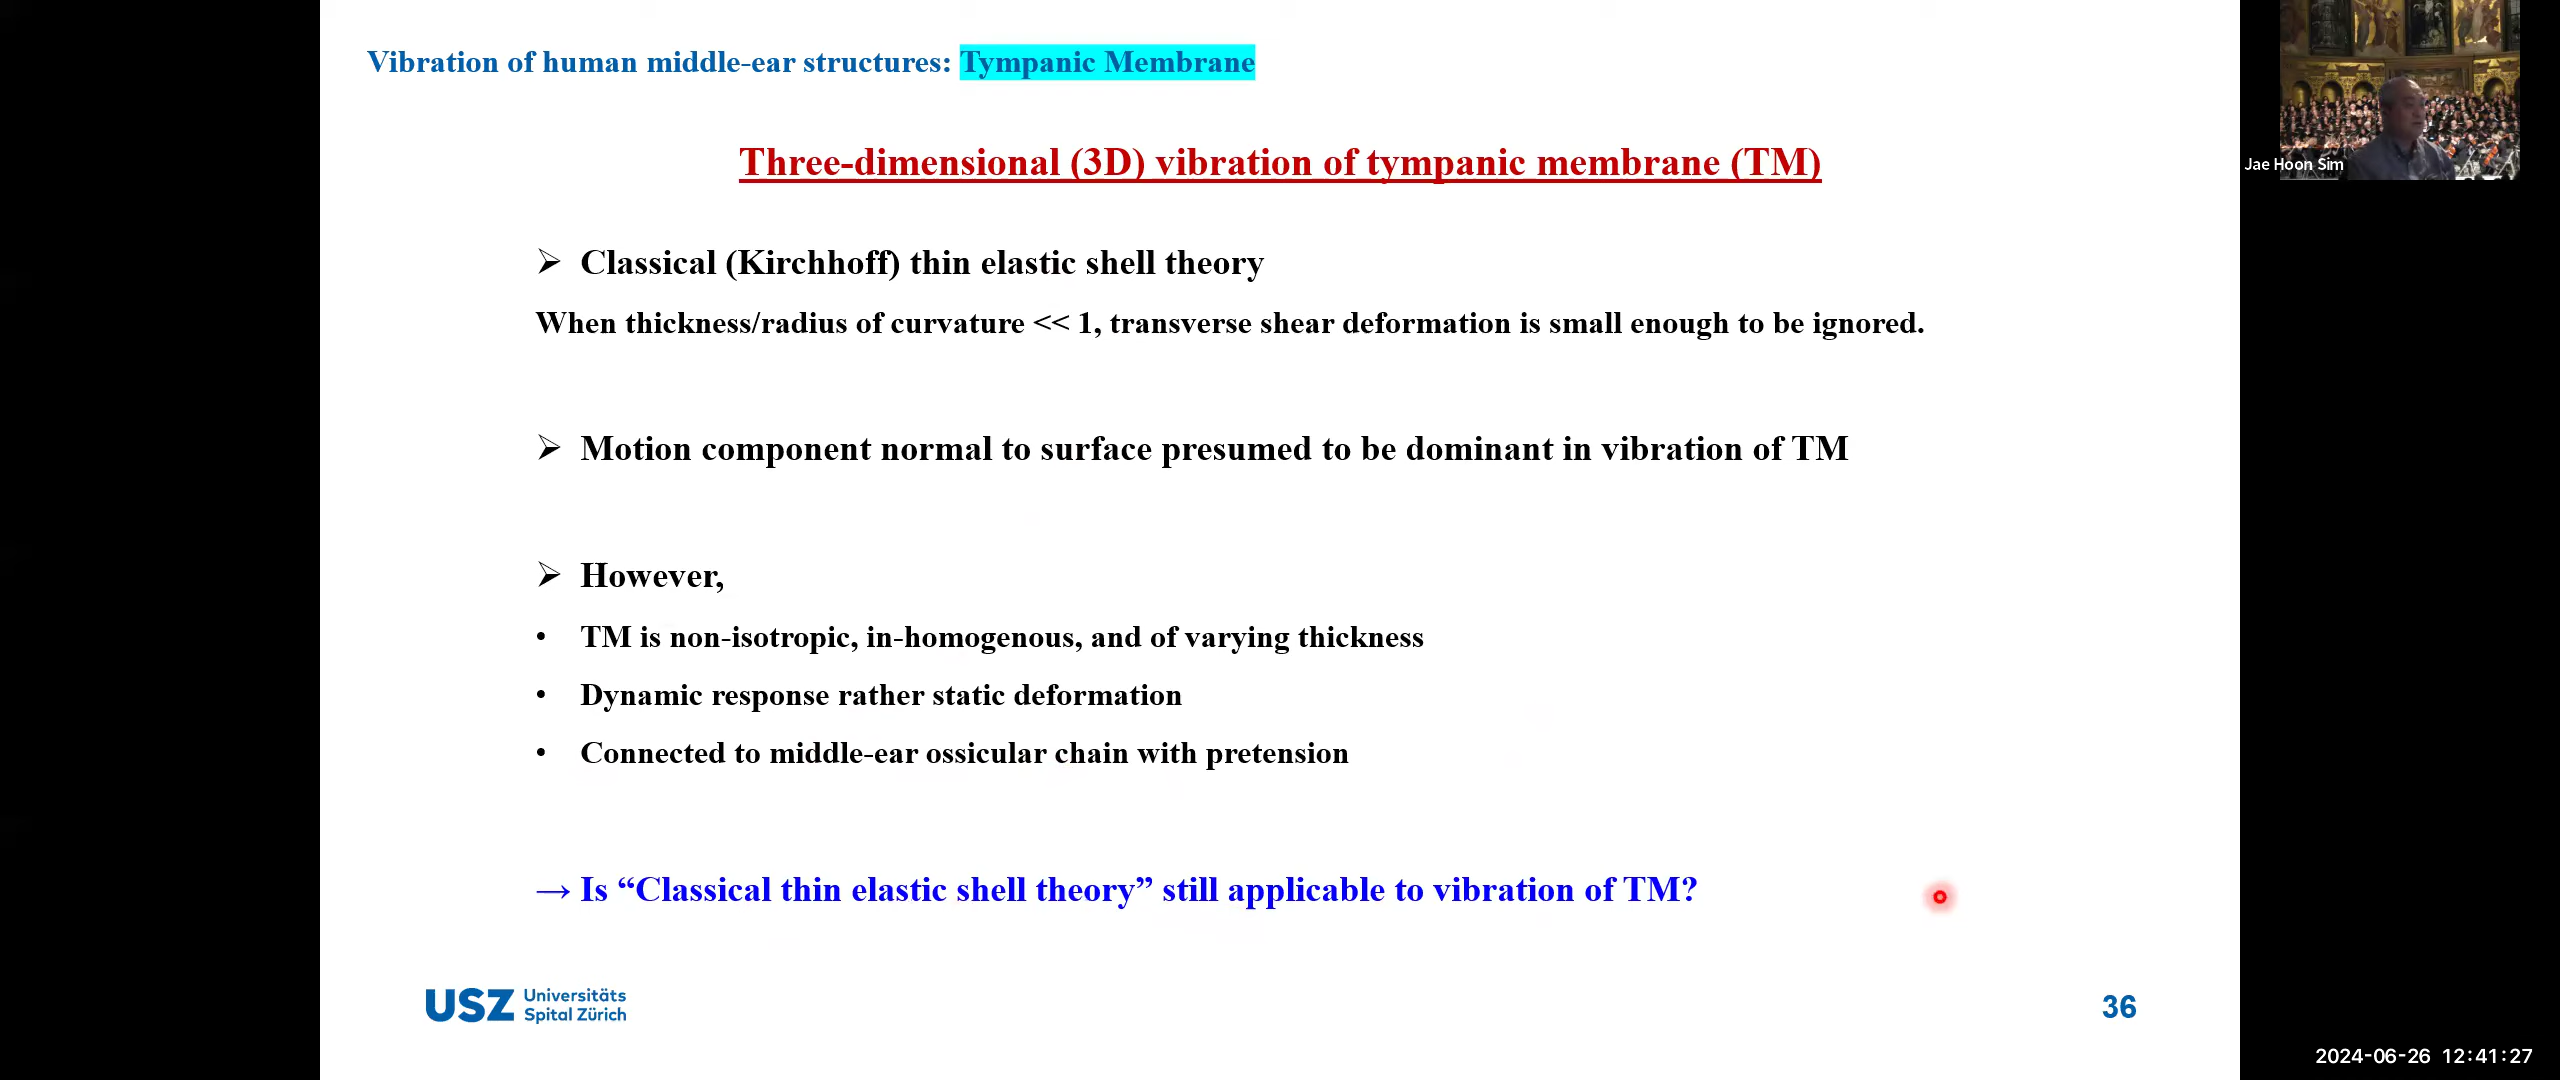 Vibration of human middle-ear structures: Tympanic Membrane
Jae Hoon Sim
Three-dimensional (3D) vibration of tympanic membrane (TM)
➢ Classical (Kirchhoff) thin elastic shell theory
When thickness/radius of curvature << 1, transverse shear deformation is small enough to be ignored.
➢ Motion component normal to surface presumed to be dominant in vibration of TM
➢ However,
• TM is non-isotropic, in-homogenous, and of varying thickness
• Dynamic response rather static deformation
• Connected to middle-ear ossicular chain with pretension
→ Is “Classical thin elastic shell theory” still applicable to vibration of TM?
USZ Universitäts
Spital Zürich
36
2024-06-26 12:41:27